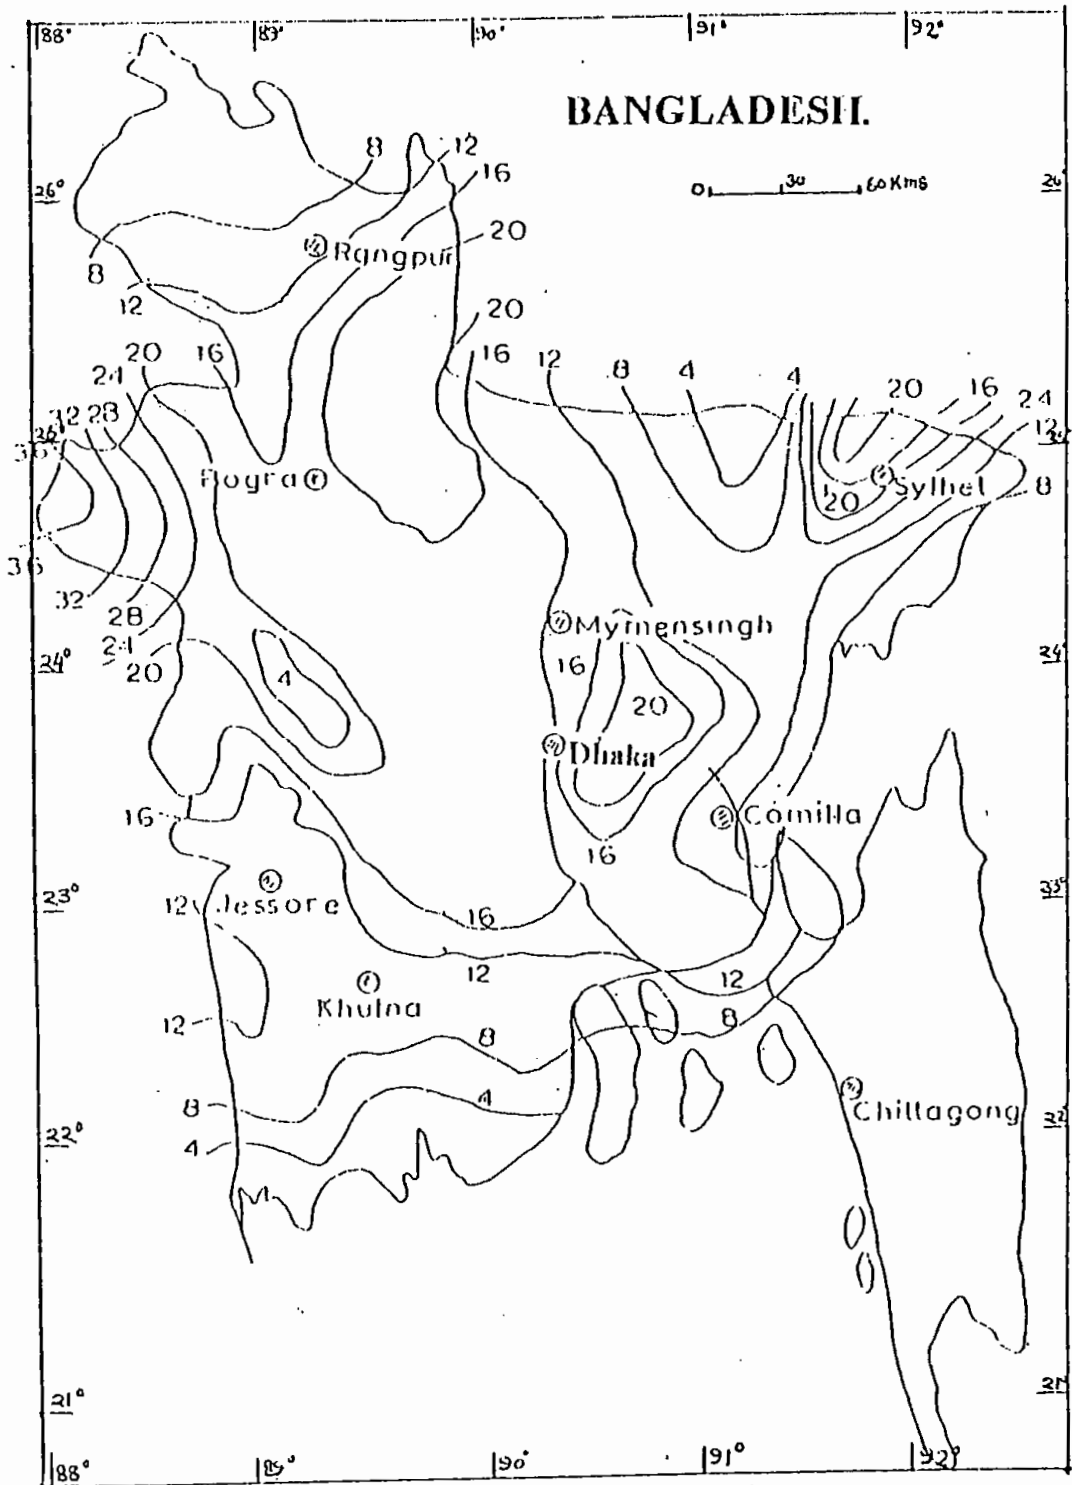 88° 89° 90° 91° 92°
BANGLADESH.
0 30 60 Kms
26° 26°
8 12 16
Rangpur 20
8
12
20
20 16 16 12 8 4 4 20 16 24
24
32 28 12
36
Bogra Sylhet 8
20
36
32
28
24
20
Mymensingh
24° 16 24°
4
20
Dhaka
16 Comilla
16
23° 33°
12 Jessore
16
12 12
Khulna
12 8
8
8 4
Chittagong
22° 22°
4
21° 21°
88° 89° 90° 91° 92°